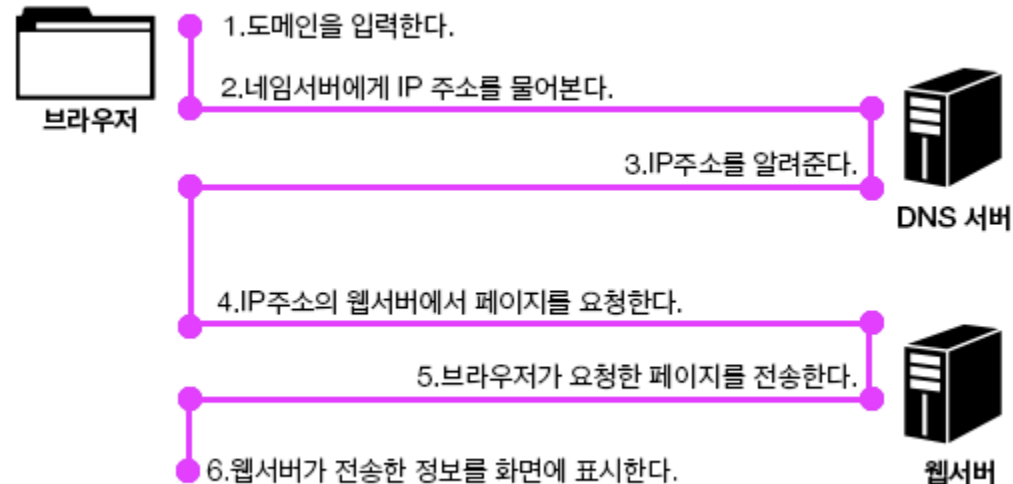 1.도메인을 입력한다.
2.네임서버에게 IP 주소를 물어본다.
브라우저
3.IP주소를 알려준다.
DNS 서버
4.IP주소의 웹서버에서 페이지를 요청한다.
5.브라우저가 요청한 페이지를 전송한다.
6.웹서버가 전송한 정보를 화면에 표시한다.
웹서버